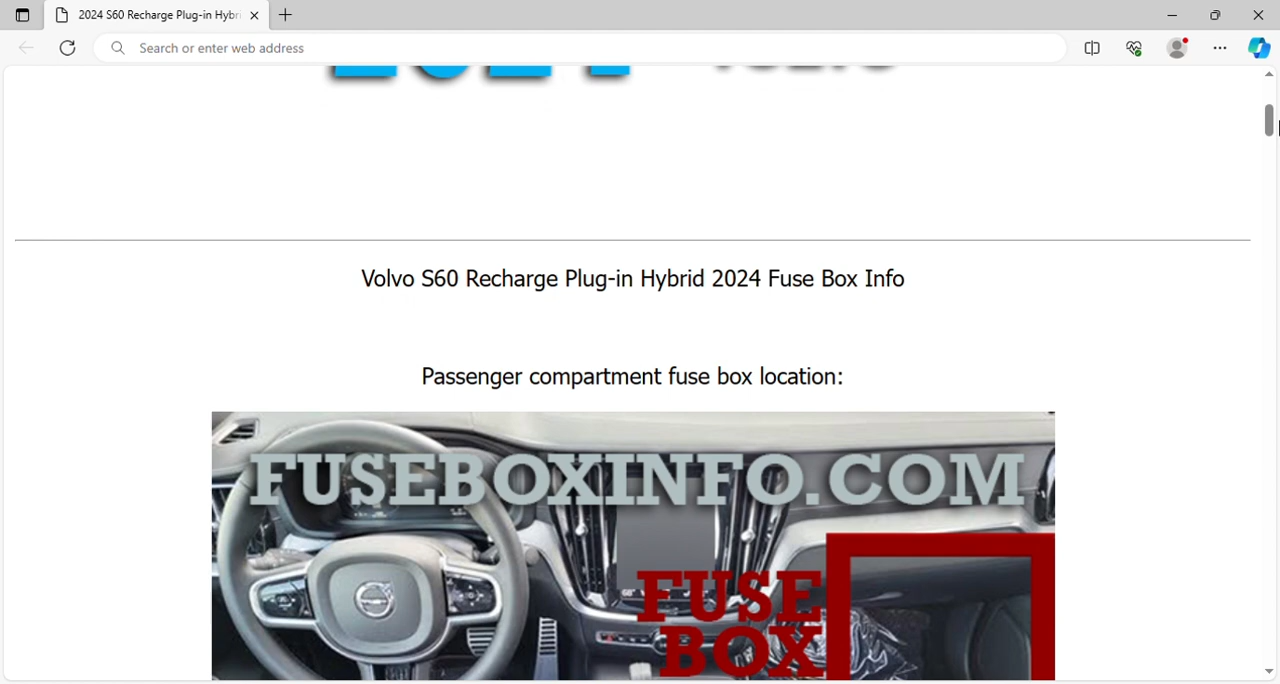 2024 S60 Recharge Plug-in Hybri
Search or enter web address
Volvo S60 Recharge Plug-in Hybrid 2024 Fuse Box Info
Passenger compartment fuse box location:
FUSEBOXINFO.COM
FUSE
BOX